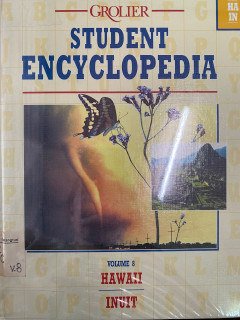 GROLIER
HA
IN
STUDENT
ENCYCLOPEDIA
VOLUME 8
HAWAII
INUIT
v.8